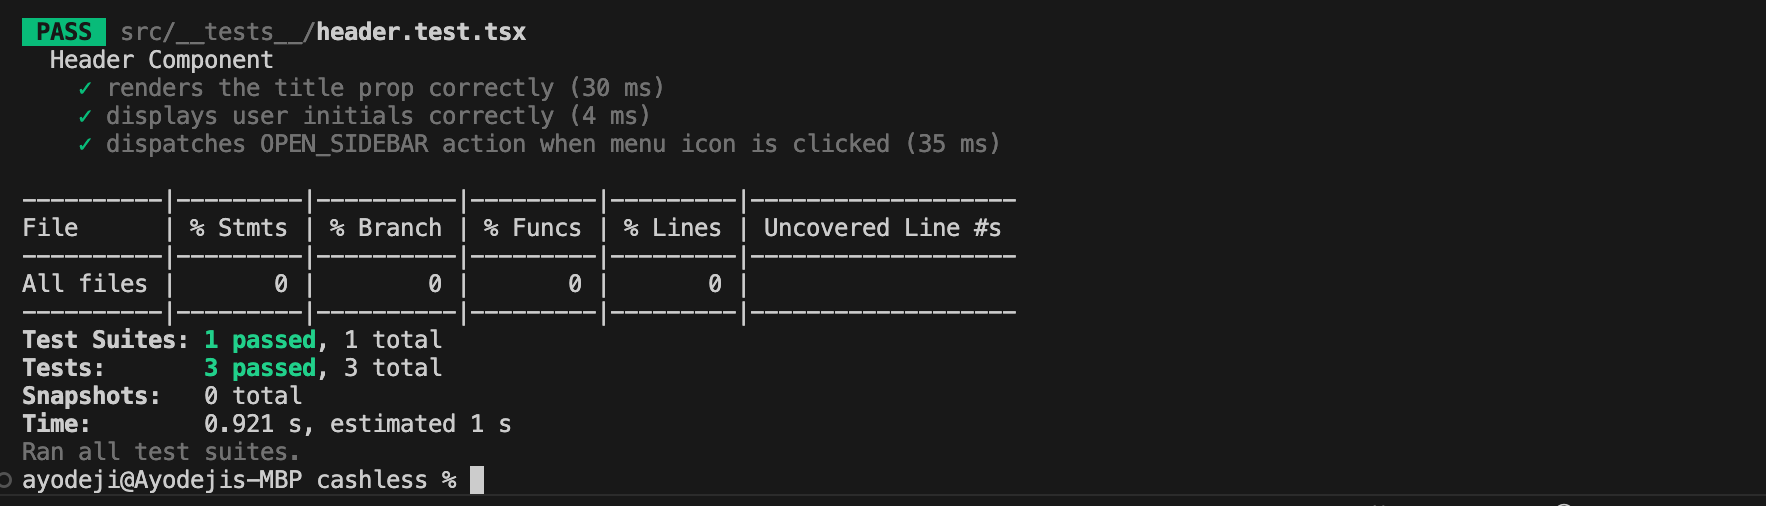 PASS src/__tests__/header.test.tsx
Header Component
✓ renders the title prop correctly (30 ms)
✓ displays user initials correctly (4 ms)
✓ dispatches OPEN_SIDEBAR action when menu icon is clicked (35 ms)
----------|---------|----------|---------|---------|-------------------
File      | % Stmts | % Branch | % Funcs | % Lines | Uncovered Line #s
----------|---------|----------|---------|---------|-------------------
All files |       0 |        0 |       0 |       0 |
----------|---------|----------|---------|---------|-------------------
Test Suites: 1 passed, 1 total
Tests:       3 passed, 3 total
Snapshots:   0 total
Time:        0.921 s, estimated 1 s
Ran all test suites.
ayodeji@Ayodejis-MBP cashless %